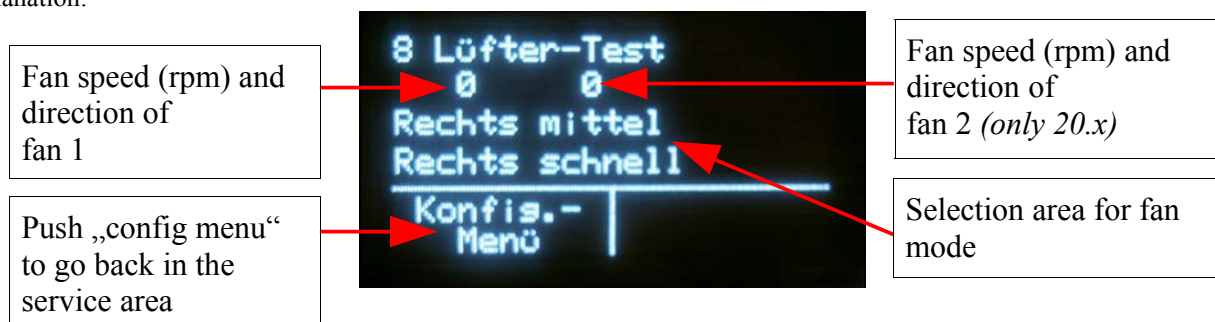 Fan speed (rpm) and
direction of
fan 1
Push „config menu“
to go back in the
service area
8 Lüfter-Test
0 0
Rechts mittel
Rechts schnell
Konfig.-
Menü
Fan speed (rpm) and
direction of
fan 2 (only 20.x)
Selection area for fan
mode